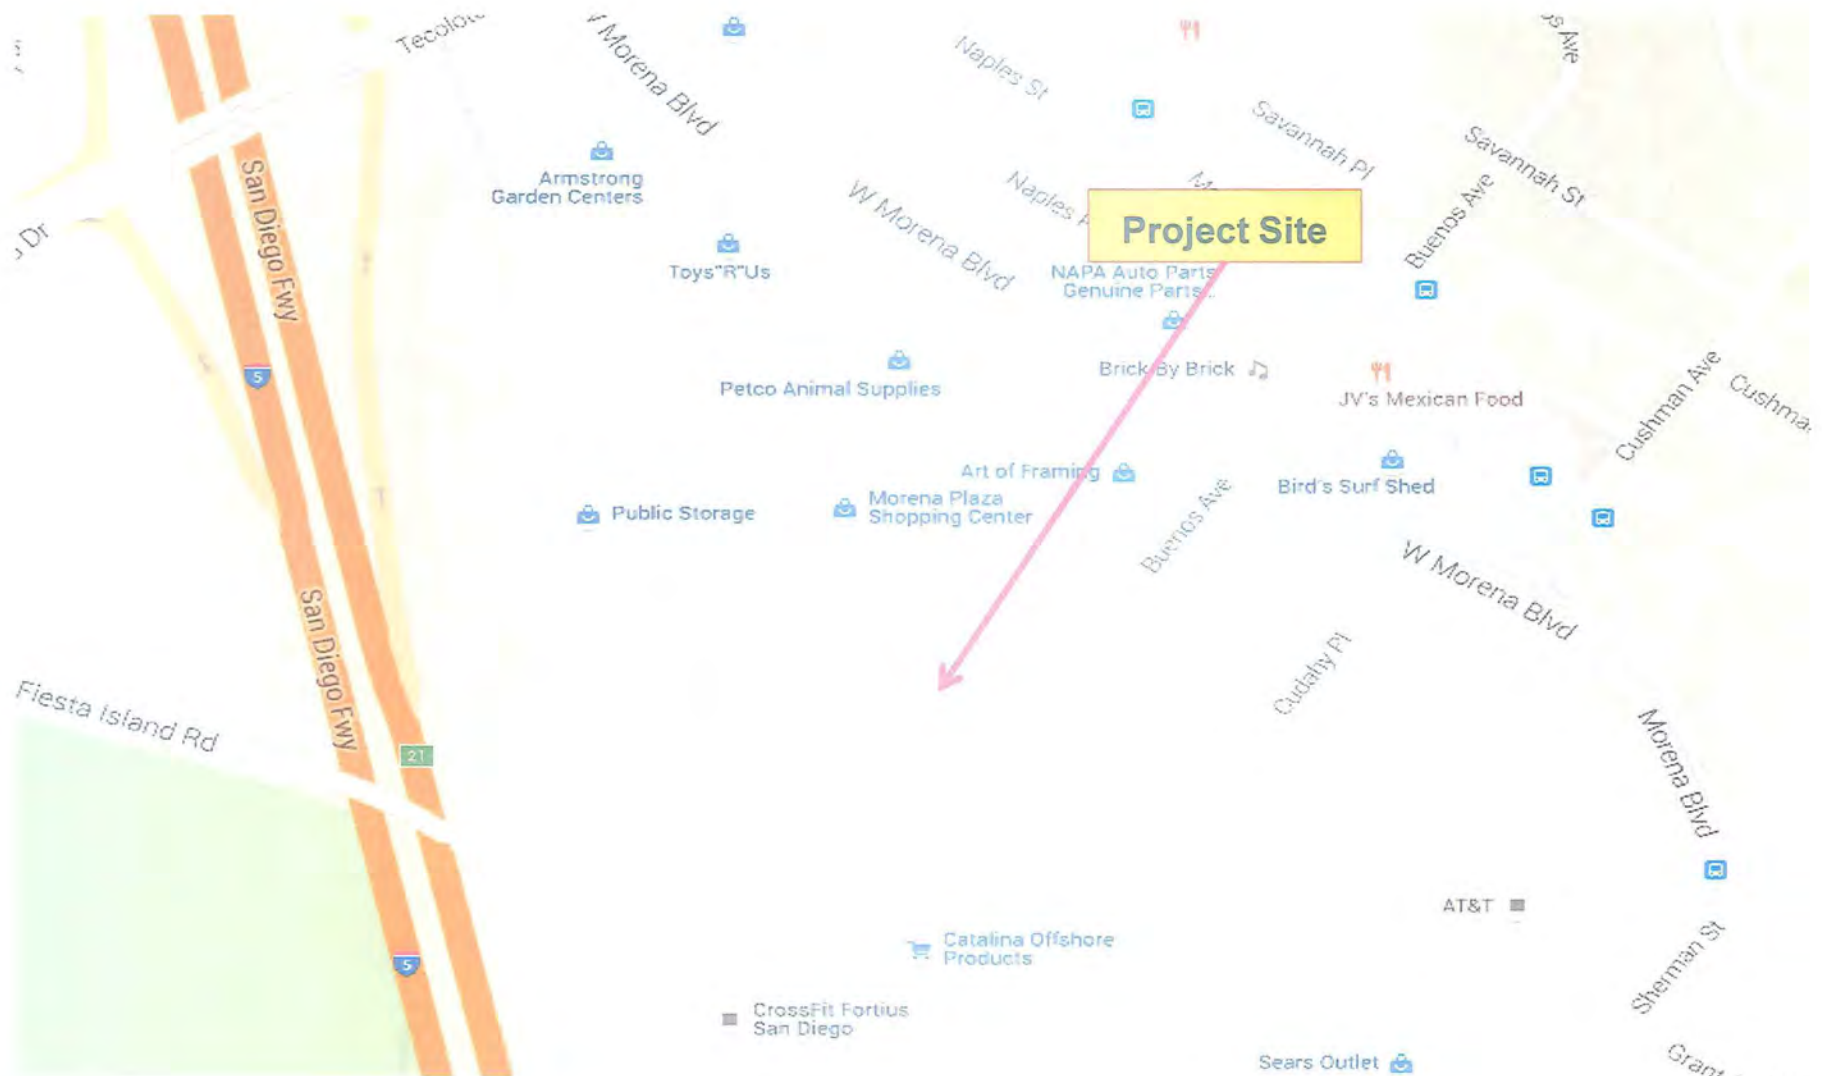 Tecolote
W Morena Blvd
Naples St
Savannah Pl
Savannah St
Buenos Ave
San Diego Fwy
Armstrong
Garden Centers
W Morena Blvd
Naples
Project Site
Dr
Toys"R"Us
NAPA Auto Parts
Genuine Parts...
5
Petco Animal Supplies
Brick By Brick
JV's Mexican Food
Cushman Ave
Cushma
Art of Framing
Morena Plaza
Shopping Center
Public Storage
Bird's Surf Shed
Buenos Ave
W Morena Blvd
San Diego Fwy
Cudahy Pl
Fiesta Island Rd
21
Morena Blvd
AT&T
Catalina Offshore
Products
5
Sherman St
CrossFit Fortius
San Diego
Sears Outlet
Grant